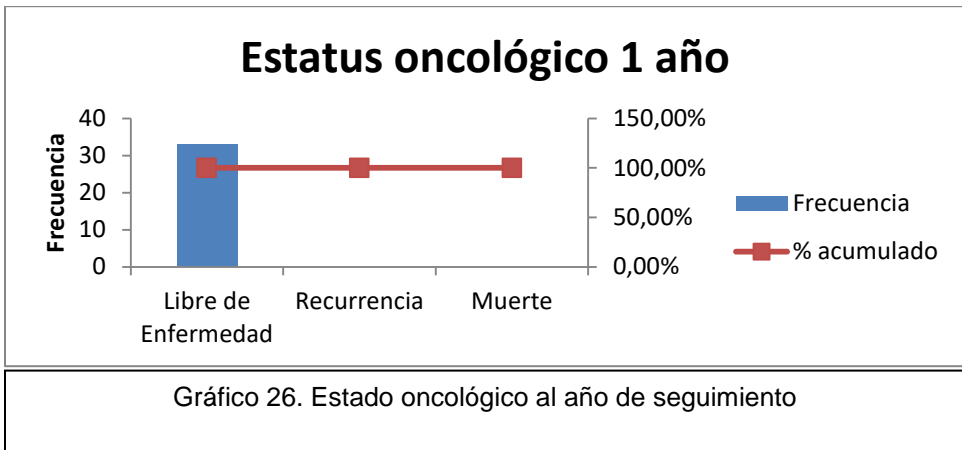 Estatus oncológico 1 año
Frecuencia
40
30
20
10
0
150,00%
100,00%
50,00%
0,00%
Libre de
Enfermedad
Recurrencia
Muerte
Frecuencia
% acumulado
Gráfico 26. Estado oncológico al año de seguimiento